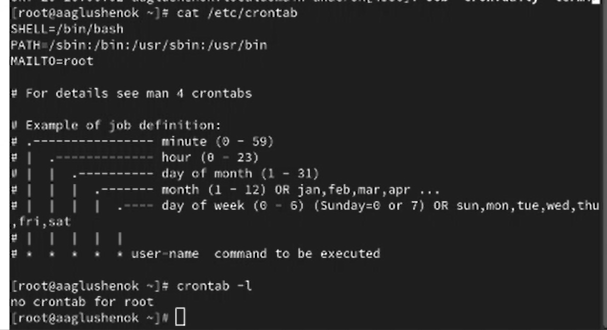 [root@aaglushenok ~]# cat /etc/crontab
SHELL=/bin/bash
PATH=/sbin:/bin:/usr/sbin:/usr/bin
MAILTO=root

# For details see man 4 crontabs

# Example of job definition:
# .---------------- minute (0 - 59)
# |  .------------- hour (0 - 23)
# |  |  .---------- day of month (1 - 31)
# |  |  |  .------- month (1 - 12) OR jan,feb,mar,apr ...
# |  |  |  |  .---- day of week (0 - 6) (Sunday=0 or 7) OR sun,mon,tue,wed,thu
,fri,sat
# |  |  |  |  |
# *  *  *  *  * user-name  command to be executed

[root@aaglushenok ~]# crontab -l
no crontab for root
[root@aaglushenok ~]#